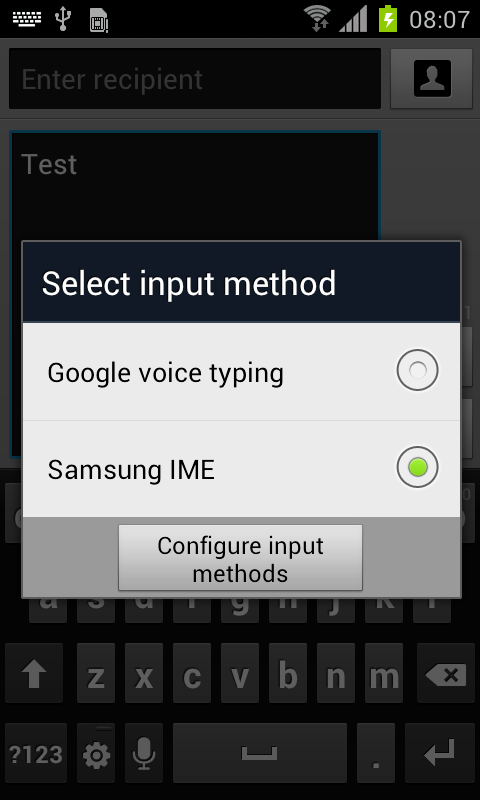 08:07
Enter recipient
Test
Select input method
Google voice typing
Samsung IME
Configure input
methods
a s d f g h j k l
z x c v b n m
?123 .